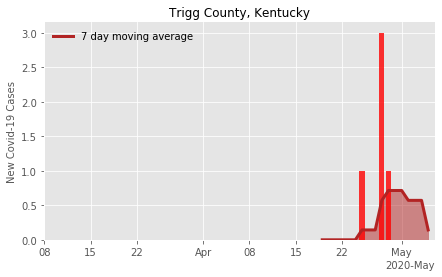 Trigg County, Kentucky
7 day moving average
New Covid-19 Cases
3.0
2.5
2.0
1.5
1.0
0.5
0.0
08 15 22 Apr 08 15 22 May
2020-May